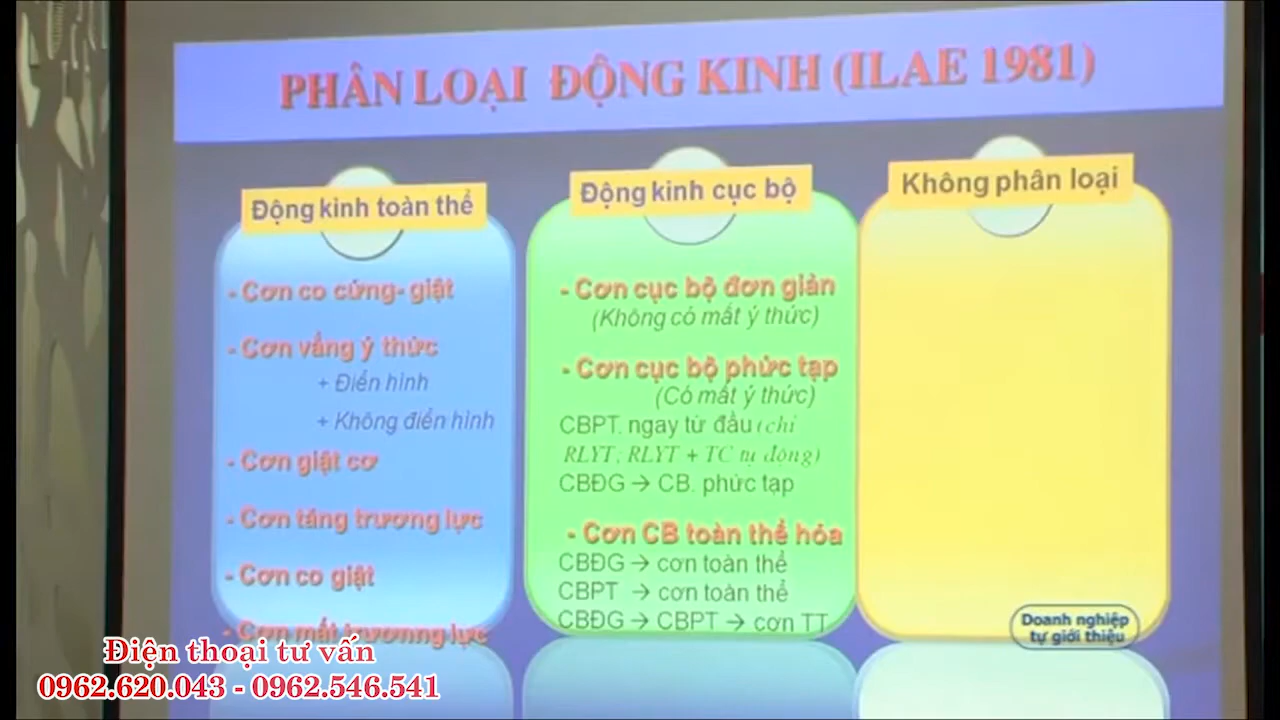 PHÂN LOẠI ĐỘNG KINH (ILAE 1981)
Động kinh toàn thể
- Cơn co cứng- giật
- Cơn vắng ý thức
+ Điển hình
+ Không điển hình
- Cơn giật cơ
- Cơn tăng trương lực
- Cơn co giật
- Cơn mất trương lực
Động kinh cục bộ
- Cơn cục bộ đơn giản
(Không có mất ý thức)
- Cơn cục bộ phức tạp
(Có mất ý thức)
CBPT. ngay từ đầu (chỉ
RLYT; RLYT + TC tự động)
CBĐG → CB. phức tạp
- Cơn CB toàn thể hóa
CBĐG → cơn toàn thể
CBPT → cơn toàn thể
CBĐG → CBPT → cơn TT
Không phân loại
Doanh nghiệp
tự giới thiệu
Điện thoại tư vấn
0962.620.043 - 0962.546.541